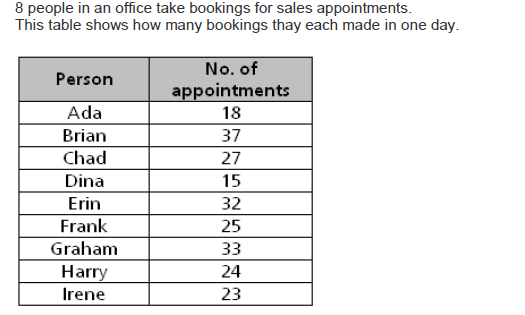 8 people in an office take bookings for sales appointments.
This table shows how many bookings thay each made in one day.
Person No. of appointments
Ada 18
Brian 37
Chad 27
Dina 15
Erin 32
Frank 25
Graham 33
Harry 24
Irene 23